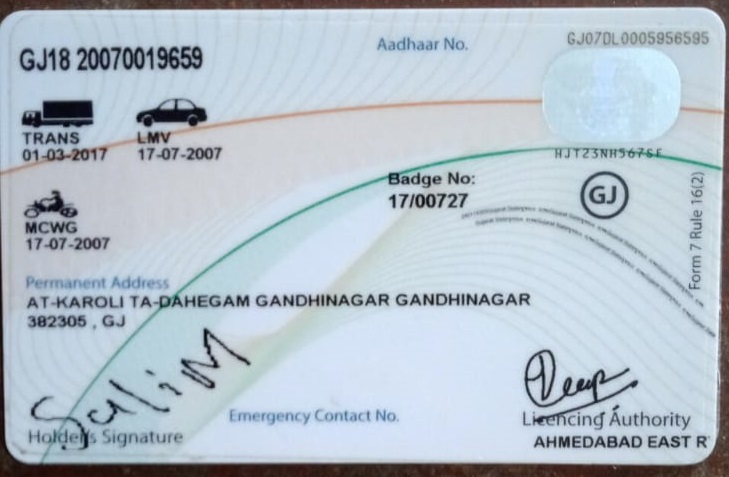 GJ18 20070019659
Aadhaar No.
GJ07DL0005956595
TRANS
01-03-2017
LMV
17-07-2007
HJT23NH567SF
Badge No:
17/00727
GJ
MCWG
17-07-2007
Form 7 Rule 16(2)
Permanent Address
AT-KAROLI TA-DAHEGAM GANDHINAGAR GANDHINAGAR
382305 , GJ
Salim
Holder's Signature
Emergency Contact No.
Licencing Authority
AHMEDABAD EAST R